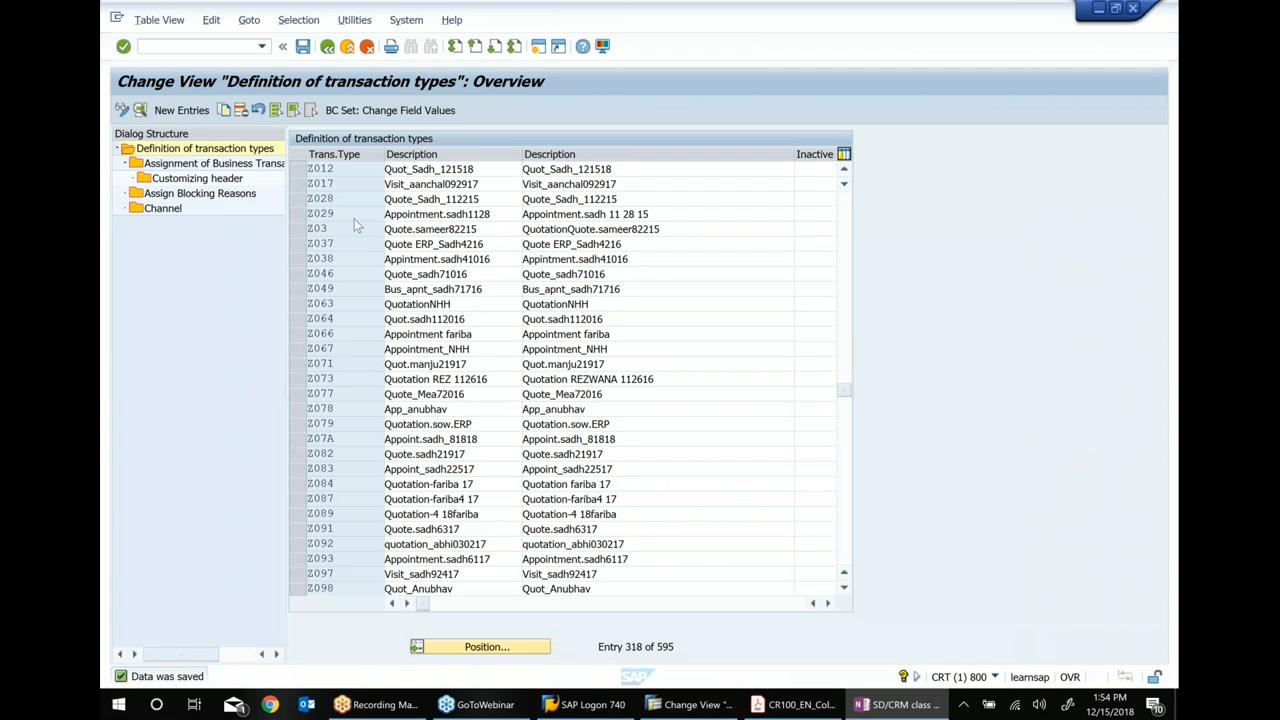 Table View Edit Goto Selection Utilities System Help
Change View "Definition of transaction types": Overview
New Entries BC Set: Change Field Values
Dialog Structure
Definition of transaction types
Assignment of Business Transa
Customizing header
Assign Blocking Reasons
Channel
Definition of transaction types
Trans.Type Description Description Inactive
Z012 Quot_Sadh_121518 Quot_Sadh_121518
Z017 Visit_aanchal092917 Visit_aanchal092917
Z028 Quote_Sadh_112215 Quote_Sadh_112215
Z029 Appointment.sadh1128 Appointment.sadh 11 28 15
Z03 Quote.sameer82215 QuotationQuote.sameer82215
Z037 Quote ERP_Sadh4216 Quote ERP_Sadh4216
Z038 Appintment.sadh41016 Appintment.sadh41016
Z046 Quote_sadh71016 Quote_sadh71016
Z049 Bus_apnt_sadh71716 Bus_apnt_sadh71716
Z063 QuotationNHH QuotationNHH
Z064 Quot.sadh112016 Quot.sadh112016
Z066 Appointment fariba Appointment fariba
Z067 Appointment_NHH Appointment_NHH
Z071 Quot.manju21917 Quot.manju21917
Z073 Quotation REZ 112616 Quotation REZWANA 112616
Z077 Quote_Mea72016 Quote_Mea72016
Z078 App_anubhav App_anubhav
Z079 Quotation.sow.ERP Quotation.sow.ERP
Z07A Appoint.sadh_81818 Appoint.sadh_81818
Z082 Quote.sadh21917 Quote.sadh21917
Z083 Appoint_sadh22517 Appoint_sadh22517
Z084 Quotation-fariba 17 Quotation fariba 17
Z087 Quotation-fariba4 17 Quotation-fariba4 17
Z089 Quotation-4 18fariba Quotation-4 18fariba
Z091 Quote.sadh6317 Quote.sadh6317
Z092 quotation_abhi030217 quotation_abhi030217
Z093 Appointment.sadh6117 Appointment.sadh6117
Z097 Visit_sadh92417 Visit_sadh92417
Z098 Quot_Anubhav Quot_Anubhav
Position... Entry 318 of 595
Data was saved SAP CRT (1) 800 learnsap OVR
Recording Ma... GoToWebinar SAP Logon 740 Change View "... CR100_EN_Col... SD/CRM class ... 1:54 PM
12/15/2018 10